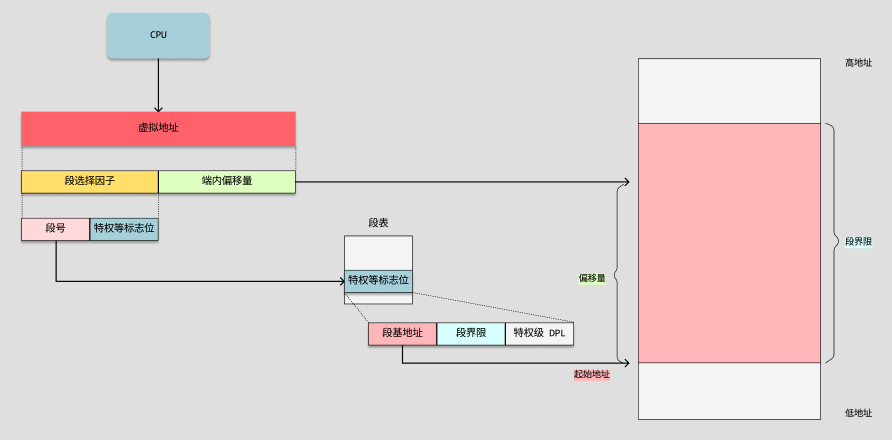 CPU
高地址
虚拟地址
段选择因子
端内偏移量
段号
特权等标志位
段表
段界限
特权等标志位
偏移量
段基地址
段界限
特权级 DPL
起始地址
低地址